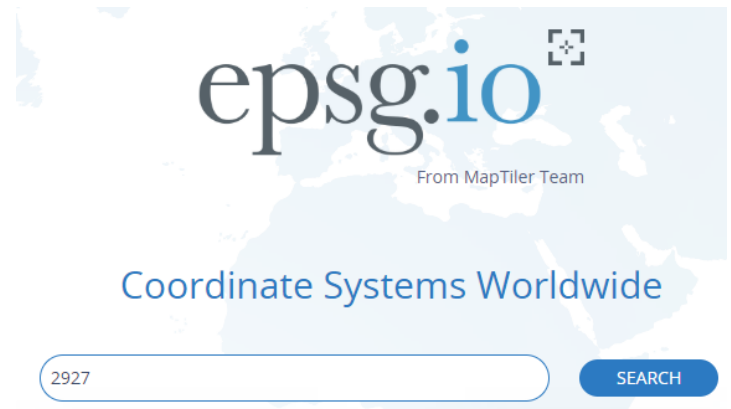 epsg.io
From MapTiler Team
Coordinate Systems Worldwide
2927
SEARCH